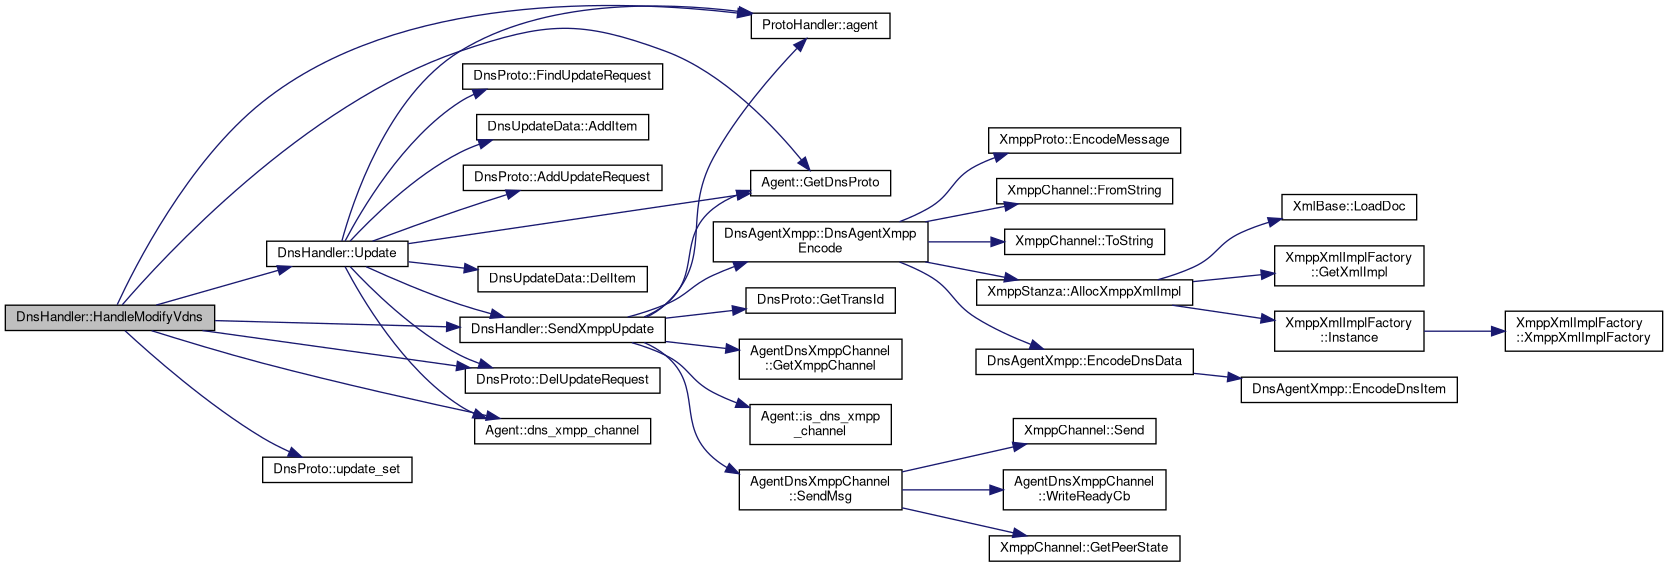 DnsHandler::HandleModifyVdns
DnsHandler::Update
DnsProto::update_set
ProtoHandler::agent
DnsProto::FindUpdateRequest
DnsUpdateData::AddItem
DnsProto::AddUpdateRequest
Agent::GetDnsProto
DnsUpdateData::DelItem
DnsHandler::SendXmppUpdate
DnsProto::DelUpdateRequest
Agent::dns_xmpp_channel
DnsAgentXmpp::DnsAgentXmpp
Encode
DnsProto::GetTransId
AgentDnsXmppChannel
::GetXmppChannel
Agent::is_dns_xmpp
_channel
AgentDnsXmppChannel
::SendMsg
XmppProto::EncodeMessage
XmppChannel::FromString
XmppChannel::ToString
XmppStanza::AllocXmppXmlImpl
DnsAgentXmpp::EncodeDnsData
XmppChannel::Send
AgentDnsXmppChannel
::WriteReadyCb
XmppChannel::GetPeerState
XmlBase::LoadDoc
XmppXmlImplFactory
::GetXmlImpl
XmppXmlImplFactory
::Instance
DnsAgentXmpp::EncodeDnsItem
XmppXmlImplFactory
::XmppXmlImplFactory